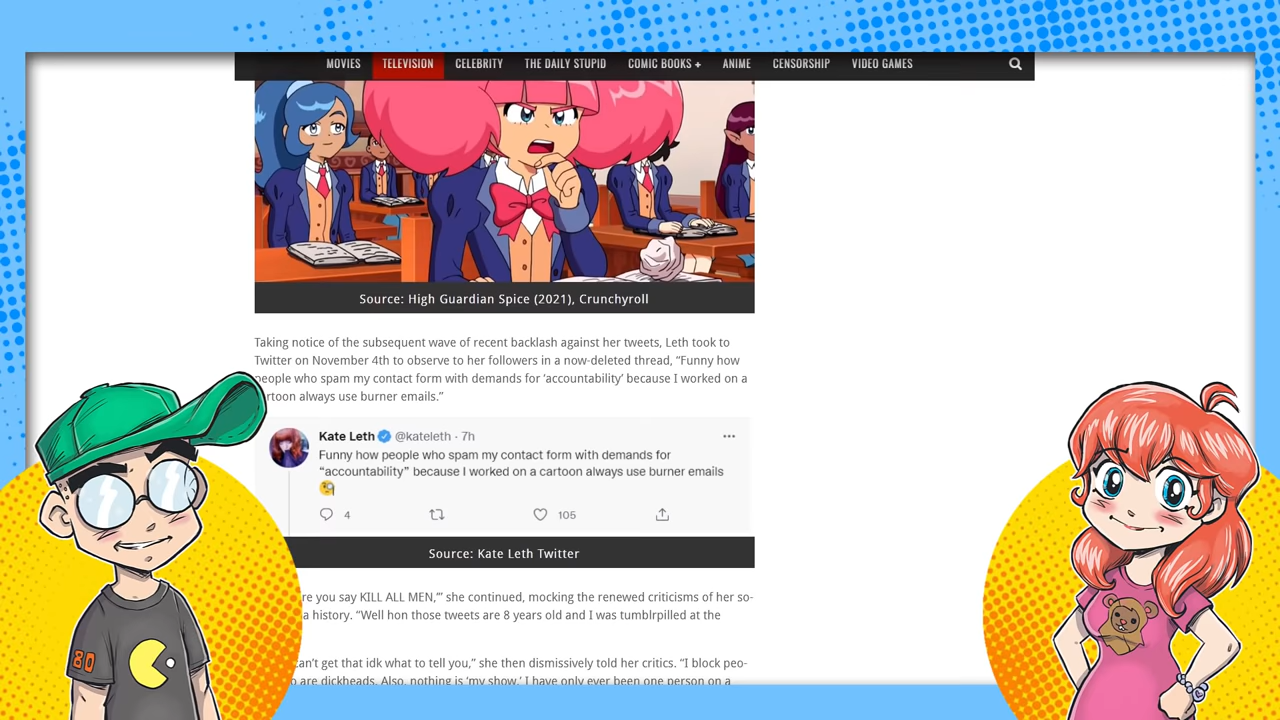 MOVIES TELEVISION CELEBRITY THE DAILY STUPID COMIC BOOKS + ANIME CENSORSHIP VIDEO GAMES
Source: High Guardian Spice (2021), Crunchyroll
Taking notice of the subsequent wave of recent backlash against her tweets, Leth took to
Twitter on November 4th to observe to her followers in a now-deleted thread, “Funny how
people who spam my contact form with demands for ‘accountability’ because I worked on a
cartoon always use burner emails.”
Kate Leth @kateleth · 7h
Funny how people who spam my contact form with demands for
“accountability” because I worked on a cartoon always use burner emails
4 105
Source: Kate Leth Twitter
re you say KILL ALL MEN,’” she continued, mocking the renewed criticisms of her so-
a history. “Well hon those tweets are 8 years old and I was tumblrpilled at the
can’t get that idk what to tell you,” she then dismissively told her critics. “I block peo-
are dickheads. Also, nothing is ‘my show.’ I have only ever been one person on a
80